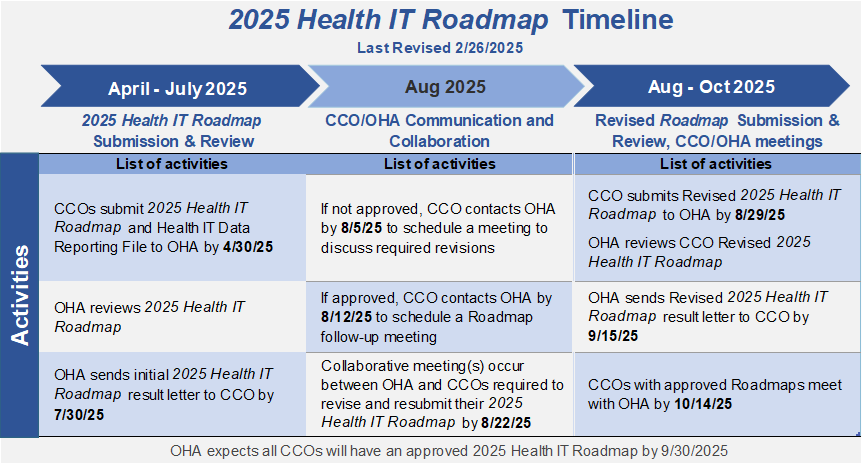 2025 Health IT Roadmap Timeline
Last Revised 2/26/2025
April - July 2025
Aug 2025
Aug - Oct 2025
2025 Health IT Roadmap
Submission & Review
CCO/OHA Communication and
Collaboration
Revised Roadmap Submission &
Review, CCO/OHA meetings
Activities
List of activities
List of activities
List of activities
CCOs submit 2025 Health IT
Roadmap and Health IT Data
Reporting File to OHA by 4/30/25
If not approved, CCO contacts OHA
by 8/5/25 to schedule a meeting to
discuss required revisions
CCO submits Revised 2025 Health IT
Roadmap to OHA by 8/29/25
OHA reviews CCO Revised 2025
Health IT Roadmap
OHA reviews 2025 Health IT
Roadmap
If approved, CCO contacts OHA by
8/12/25 to schedule a Roadmap
follow-up meeting
OHA sends Revised 2025 Health IT
Roadmap result letter to CCO by
9/15/25
OHA sends initial 2025 Health IT
Roadmap result letter to CCO by
7/30/25
Collaborative meeting(s) occur
between OHA and CCOs required to
revise and resubmit their 2025
Health IT Roadmap by 8/22/25
CCOs with approved Roadmaps meet
with OHA by 10/14/25
OHA expects all CCOs will have an approved 2025 Health IT Roadmap by 9/30/2025